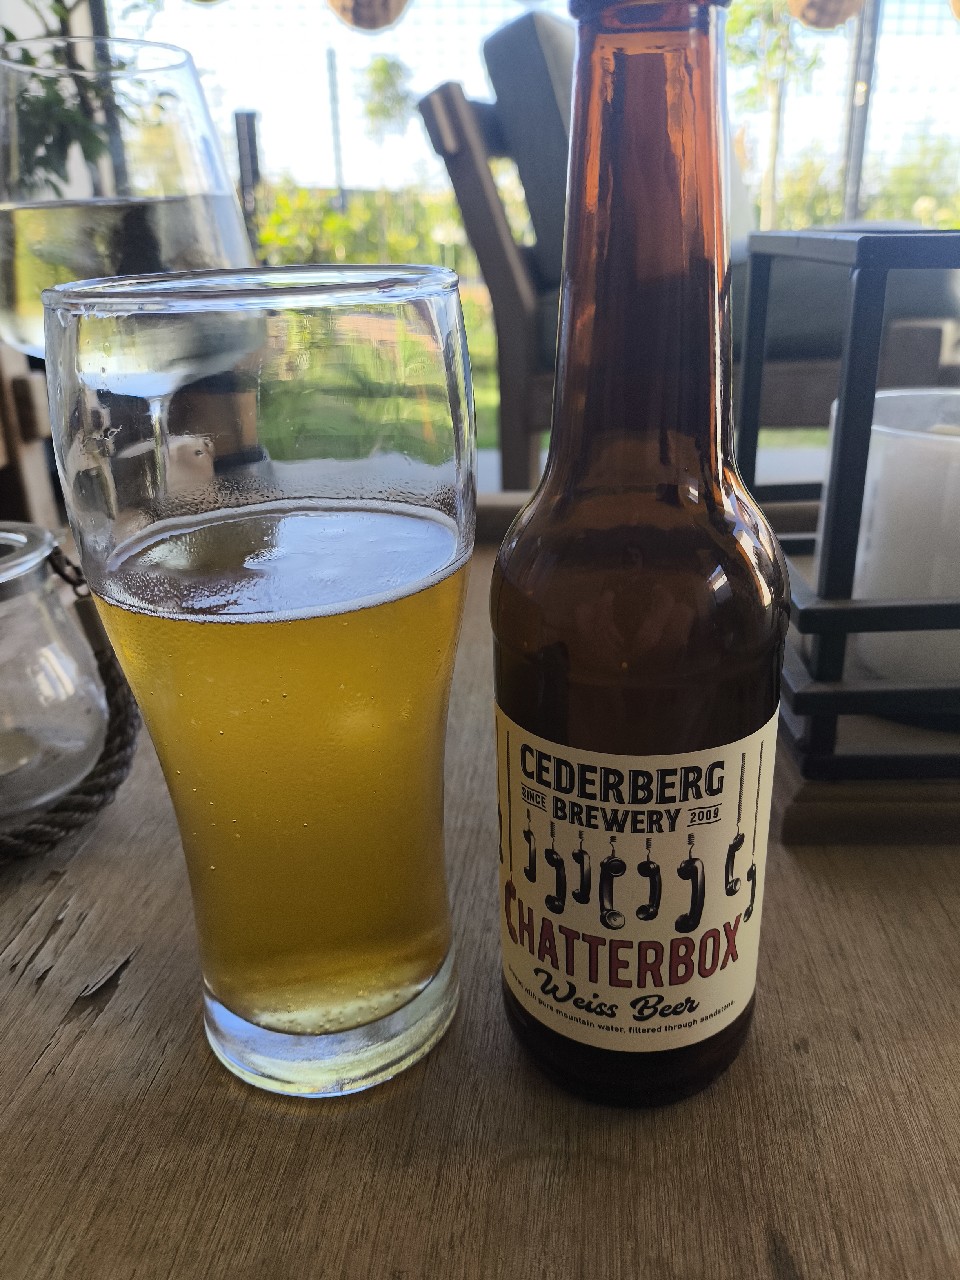 CEDERBERG
SINCE BREWERY 2009
CHATTERBOX
Weiss Beer
with pure mountain water, filtered through sandstone.